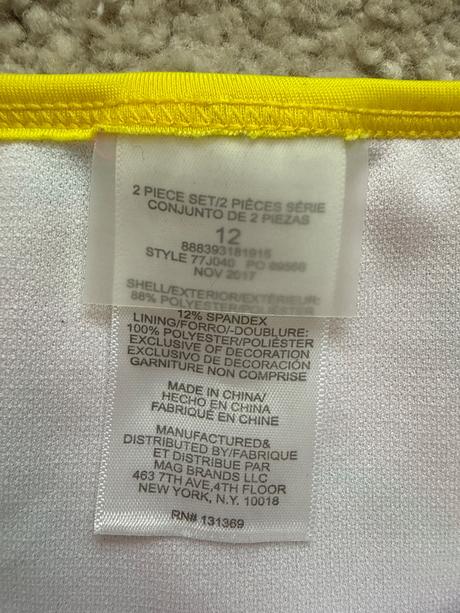 2 PIECE SET/2 PIÈCES SÉRIE
CONJUNTO DE 2 PIEZAS
12
888393181915
STYLE 77J040 PO 89566
NOV 2017
SHELL/EXTERIOR/EXTÉRIEUR:
88% POLYESTER/POLIÉSTER
12% SPANDEX
LINING/FORRO/-DOUBLURE:
100% POLYESTER/POLIÉSTER
EXCLUSIVE OF DECORATION
EXCLUSIVO DE DECORACIÓN
GARNITURE NON COMPRISE
MADE IN CHINA/
HECHO EN CHINA
FABRIQUÉ EN CHINE
MANUFACTURED&
DISTRIBUTED BY/FABRIQUE
ET DISTRIBUE PAR
MAG BRANDS LLC
463 7TH AVE,4TH FLOOR
NEW YORK, N.Y. 10018
RN# 131369